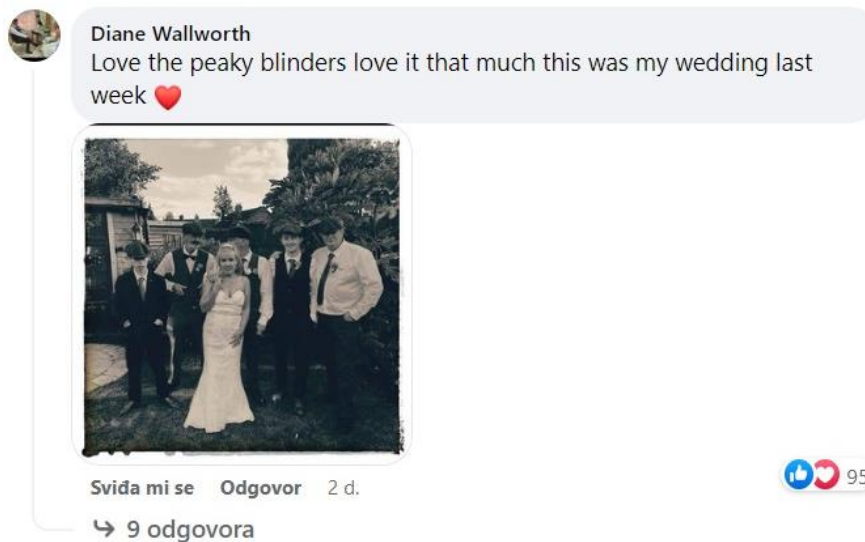 Diane Wallworth
Love the peaky blinders love it that much this was my wedding last
week ❤️
Sviđa mi se Odgovor 2 d.
95
9 odgovora